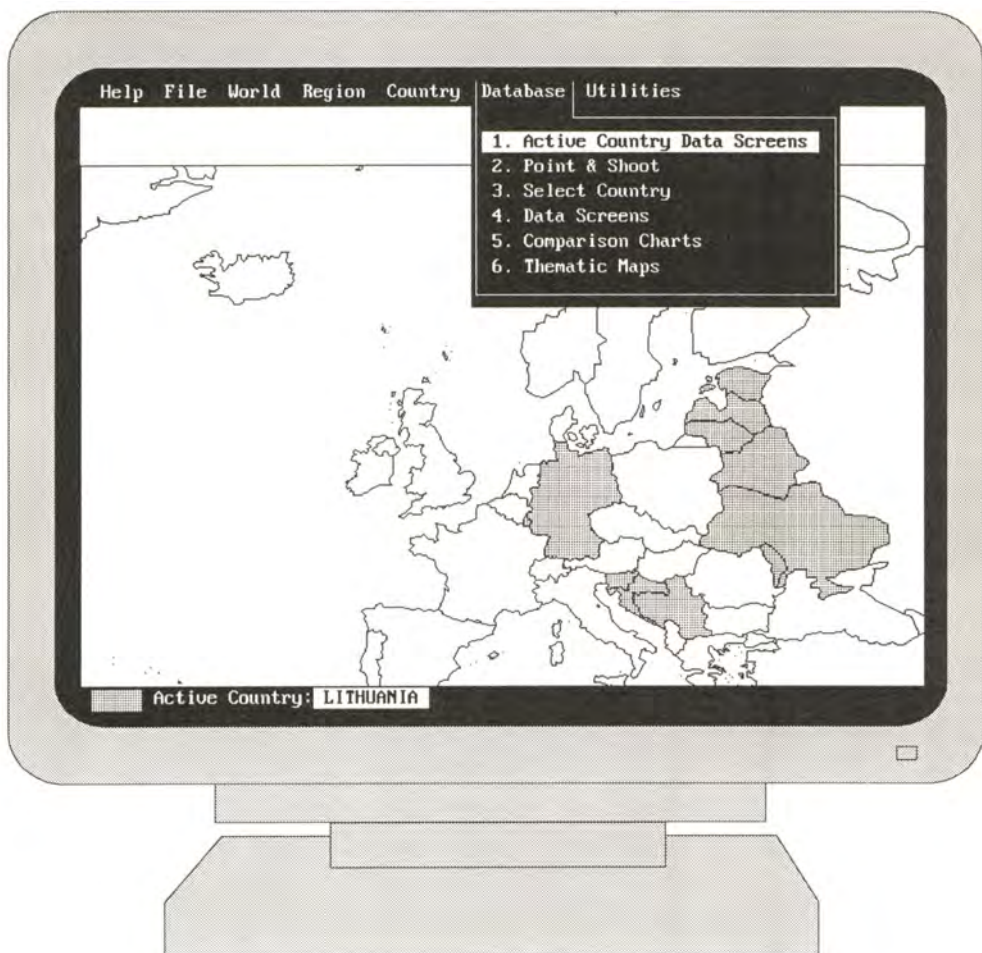 Help File World Region Country Database Utilities
1. Active Country Data Screens
2. Point & Shoot
3. Select Country
4. Data Screens
5. Comparison Charts
6. Thematic Maps
Active Country: LITHUANIA